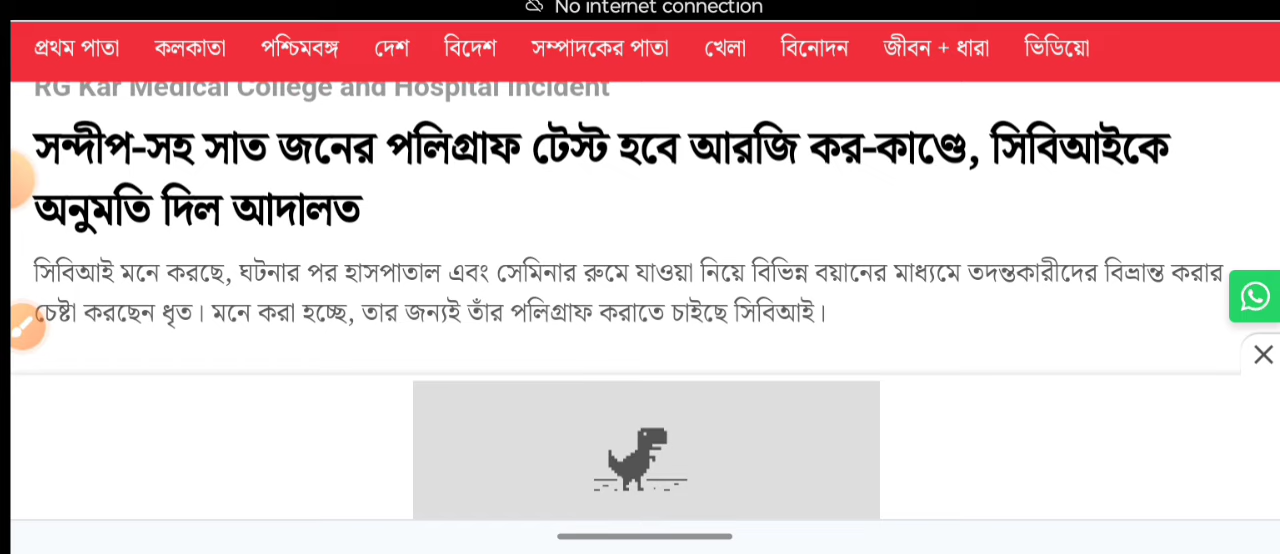 No internet connection
প্রথম পাতা কলকাতা পশ্চিমবঙ্গ দেশ বিদেশ সম্পাদকের পাতা খেলা বিনোদন জীবন + ধারা ভিডিয়ো
RG Kar Medical College and Hospital Incident
সন্দীপ-সহ সাত জনের পলিগ্রাফ টেস্ট হবে আরজি কর-কাণ্ডে, সিবিআইকে
অনুমতি দিল আদালত
সিবিআই মনে করছে, ঘটনার পর হাসপাতাল এবং সেমিনার রুমে যাওয়া নিয়ে বিভিন্ন বয়ানের মাধ্যমে তদন্তকারীদের বিভ্রান্ত করার
চেষ্টা করছেন ধৃত। মনে করা হচ্ছে, তার জন্যই তাঁর পলিগ্রাফ করাতে চাইছে সিবিআই।